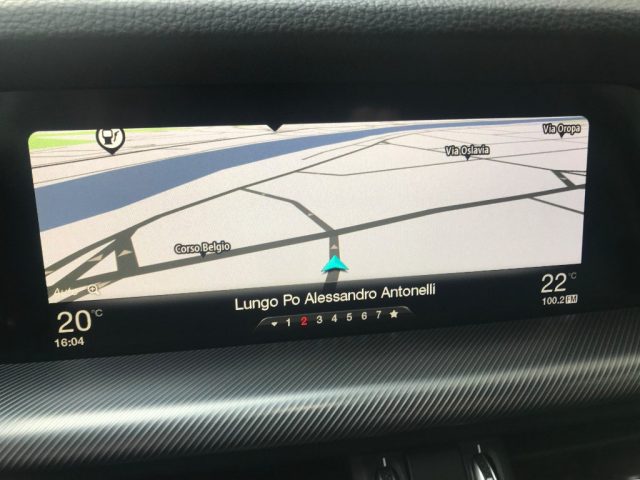 Via Oropa
Via Oslavia
Corso Belgio
Auto
Lungo Po Alessandro Antonelli
20°C
22°C
16:04
1 2 3 4 5 6 7
100.2 FM